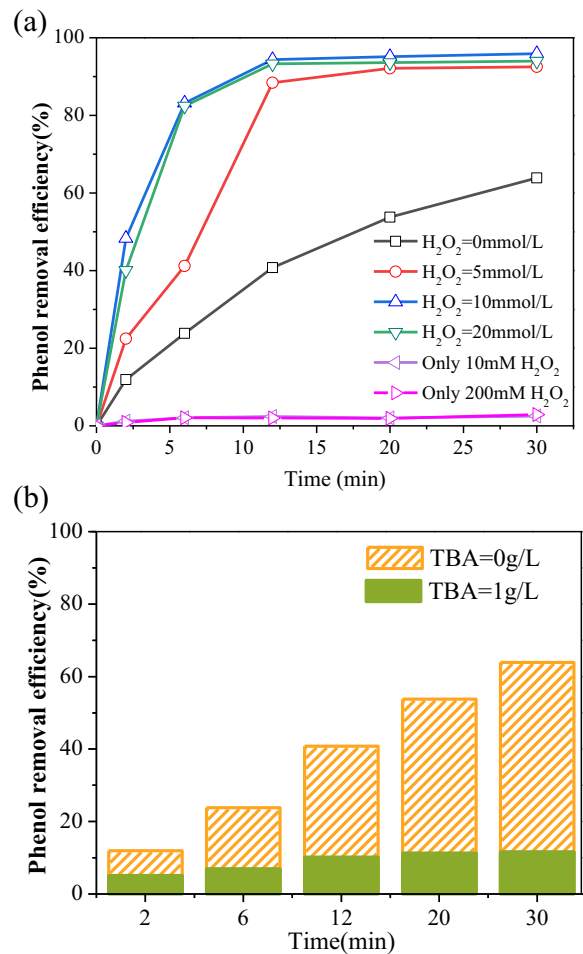 (a)
Phenol removal efficiency(%)
100
80
60
40
20
0
H₂O₂=0mmol/L
H₂O₂=5mmol/L
H₂O₂=10mmol/L
H₂O₂=20mmol/L
Only 10mM H₂O₂
Only 200mM H₂O₂
0 5 10 15 20 25 30
Time (min)
(b)
Phenol removal efficiency(%)
100
80
60
40
20
0
TBA=0g/L
TBA=1g/L
2 6 12 20 30
Time(min)